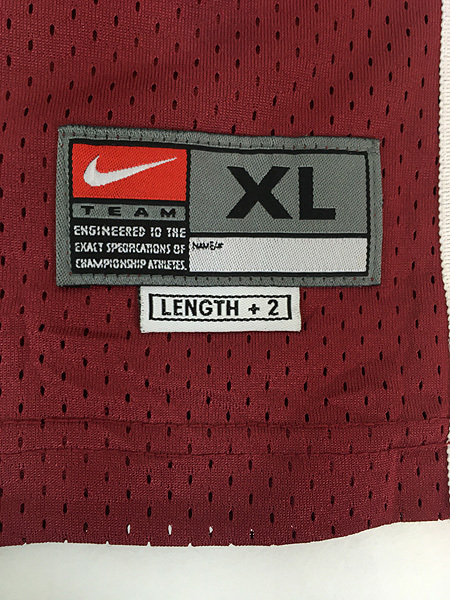 XL
TEAM
ENGINEERED TO THE
EXACT SPECIFICATIONS OF
CHAMPIONSHIP ATHLETES.
NAME/#
LENGTH + 2